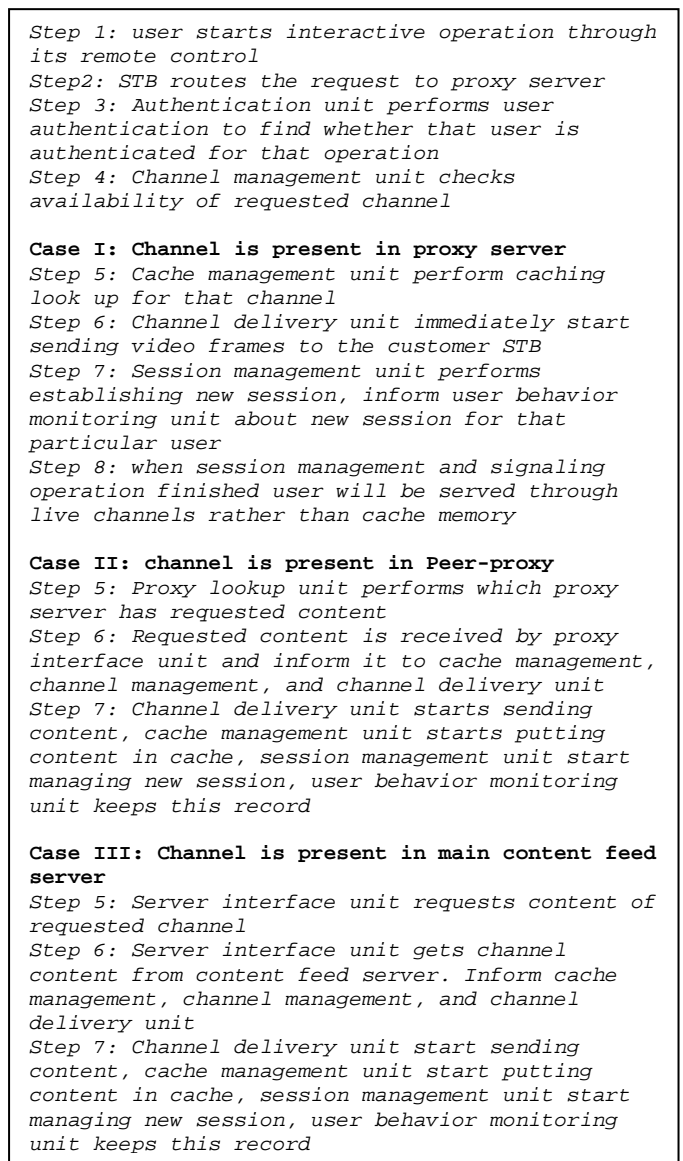 Step 1: user starts interactive operation through
its remote control
Step2: STB routes the request to proxy server
Step 3: Authentication unit performs user
authentication to find whether that user is
authenticated for that operation
Step 4: Channel management unit checks
availability of requested channel
Case I: Channel is present in proxy server
Step 5: Cache management unit perform caching
look up for that channel
Step 6: Channel delivery unit immediately start
sending video frames to the customer STB
Step 7: Session management unit performs
establishing new session, inform user behavior
monitoring unit about new session for that
particular user
Step 8: when session management and signaling
operation finished user will be served through
live channels rather than cache memory
Case II: channel is present in Peer-proxy
Step 5: Proxy lookup unit performs which proxy
server has requested content
Step 6: Requested content is received by proxy
interface unit and inform it to cache management,
channel management, and channel delivery unit
Step 7: Channel delivery unit starts sending
content, cache management unit starts putting
content in cache, session management unit start
managing new session, user behavior monitoring
unit keeps this record
Case III: Channel is present in main content feed
server
Step 5: Server interface unit requests content of
requested channel
Step 6: Server interface unit gets channel
content from content feed server. Inform cache
management, channel management, and channel
delivery unit
Step 7: Channel delivery unit start sending
content, cache management unit start putting
content in cache, session management unit start
managing new session, user behavior monitoring
unit keeps this record